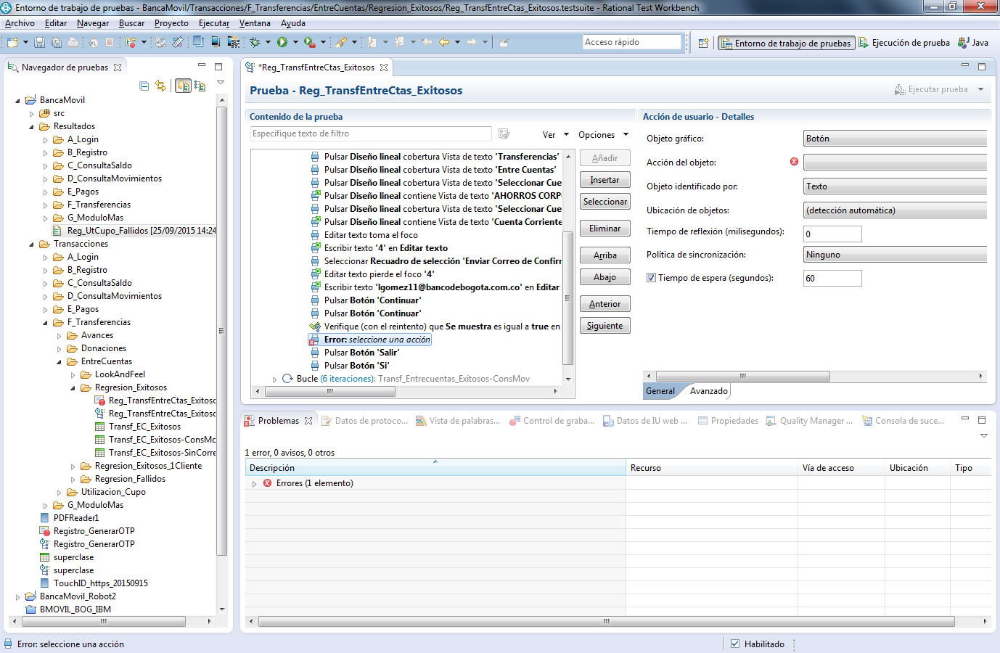 Entorno de trabajo de pruebas - BancaMovil/Transacciones/F_Transferencias/EntreCuentas/Regresion_Exitosos/Reg_TransfEntreCtas_Exitosos.testsuite - Rational Test Workbench
Archivo Editar Navegar Buscar Proyecto Ejecutar Ventana Ayuda
Acceso rápido
Entorno de trabajo de pruebas
Ejecución de prueba
Java
Navegador de pruebas
BancaMovil
src
Resultados
A_Login
B_Registro
C_ConsultaSaldo
D_ConsultaMovimientos
E_Pagos
F_Transferencias
G_ModuloMas
Reg_UtCupo_Fallidos [25/09/2015 14:24
Transacciones
A_Login
B_Registro
C_ConsultaSaldo
D_ConsultaMovimientos
E_Pagos
F_Transferencias
Avances
Donaciones
EntreCuentas
LookAndFeel
Regresion_Exitosos
Reg_TransfEntreCtas_Exitoso
Reg_TransfEntreCtas_Exitoso
Transf_EC_Exitosos
Transf_EC_Exitosos-ConsMo
Transf_EC_Exitosos-SinCorre
Regresion_Exitosos_1Cliente
Regresion_Fallidos
Utilizacion_Cupo
G_ModuloMas
PDFReader1
Registro_GenerarOTP
Registro_GenerarOTP
superclase
superclase
TouchID_https_20150915
BancaMovil_Robot2
BMOVIL_BOG_IBM
*Reg_TransfEntreCtas_Exitosos
Prueba - Reg_TransfEntreCtas_Exitosos
Ejecutar prueba
Contenido de la prueba
Especifique texto de filtro
Ver
Opciones
Pulsar Diseño lineal cobertura Vista de texto 'Transferencias'
Pulsar Diseño lineal cobertura Vista de texto 'Entre Cuentas'
Pulsar Diseño lineal cobertura Vista de texto 'Seleccionar Cue
Pulsar Diseño lineal contiene Vista de texto 'AHORROS CORPO
Pulsar Diseño lineal cobertura Vista de texto 'Seleccionar Cue
Pulsar Diseño lineal contiene Vista de texto 'Cuenta Corriente
Editar texto toma el foco
Escribir texto '4' en Editar texto
Seleccionar Recuadro de selección 'Enviar Correo de Confirr
Editar texto pierde el foco '4'
Escribir texto 'lgomez11@bancodebogota.com.co' en Editar
Pulsar Botón 'Continuar'
Pulsar Botón 'Continuar'
Verifique (con el reintento) que Se muestra es igual a true en
Error: seleccione una acción
Pulsar Botón 'Salir'
Pulsar Botón 'Si'
Bucle (6 iteraciones): Transf_Entrecuentas_Exitosos-ConsMov
Añadir
Insertar
Seleccionar
Eliminar
Arriba
Abajo
Anterior
Siguiente
Acción de usuario - Detalles
Objeto gráfico: Botón
Acción del objeto:
Objeto identificado por: Texto
Ubicación de objetos: (detección automática)
Tiempo de reflexión (milisegundos): 0
Política de sincronización: Ninguno
Tiempo de espera (segundos): 60
General Avanzado
Problemas
Datos de protoco...
Vista de palabras...
Control de graba...
Datos de IU web ...
Propiedades
Quality Manager ...
Consola de suce...
1 error, 0 avisos, 0 otros
Descripción Recurso Vía de acceso Ubicación Tipo
Errores (1 elemento)
Error: seleccione una acción
Habilitado